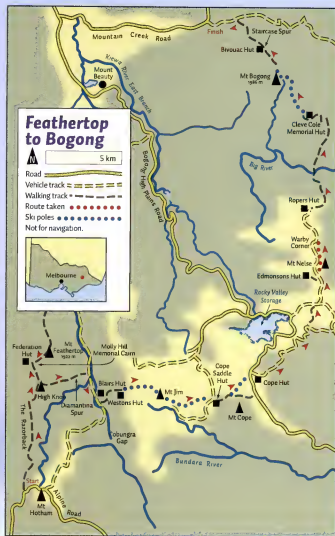 Mountain Creek Road
Finish
Staircase Spur
Bivouac Hut
Mount
Beauty
Kiewa River East Branch
Mt Bogong
1986 m
Cleve Cole
Memorial Hut
Feathertop
to Bogong
N
5 km
Road
Vehicle track
Walking track
Route taken
Ski poles
Not for navigation.
Melbourne
Bogong High Plains Road
Big River
Ropers Hut
Warby
Corner
Mt Nelse
Edmonsons Hut
Rocky Valley
Storage
Federation
Hut
Mt
Feathertop
1922 m
Molly Hill
Memorial Cairn
High Knob
Diamantina
Spur
Blairs Hut
Westons Hut
Mt Jim
Cope
Saddle
Hut
Cope Hut
Mt Cope
Cobungra
Gap
Bundara River
The Razorback
Start
Mt
Hotham
Alpine Road